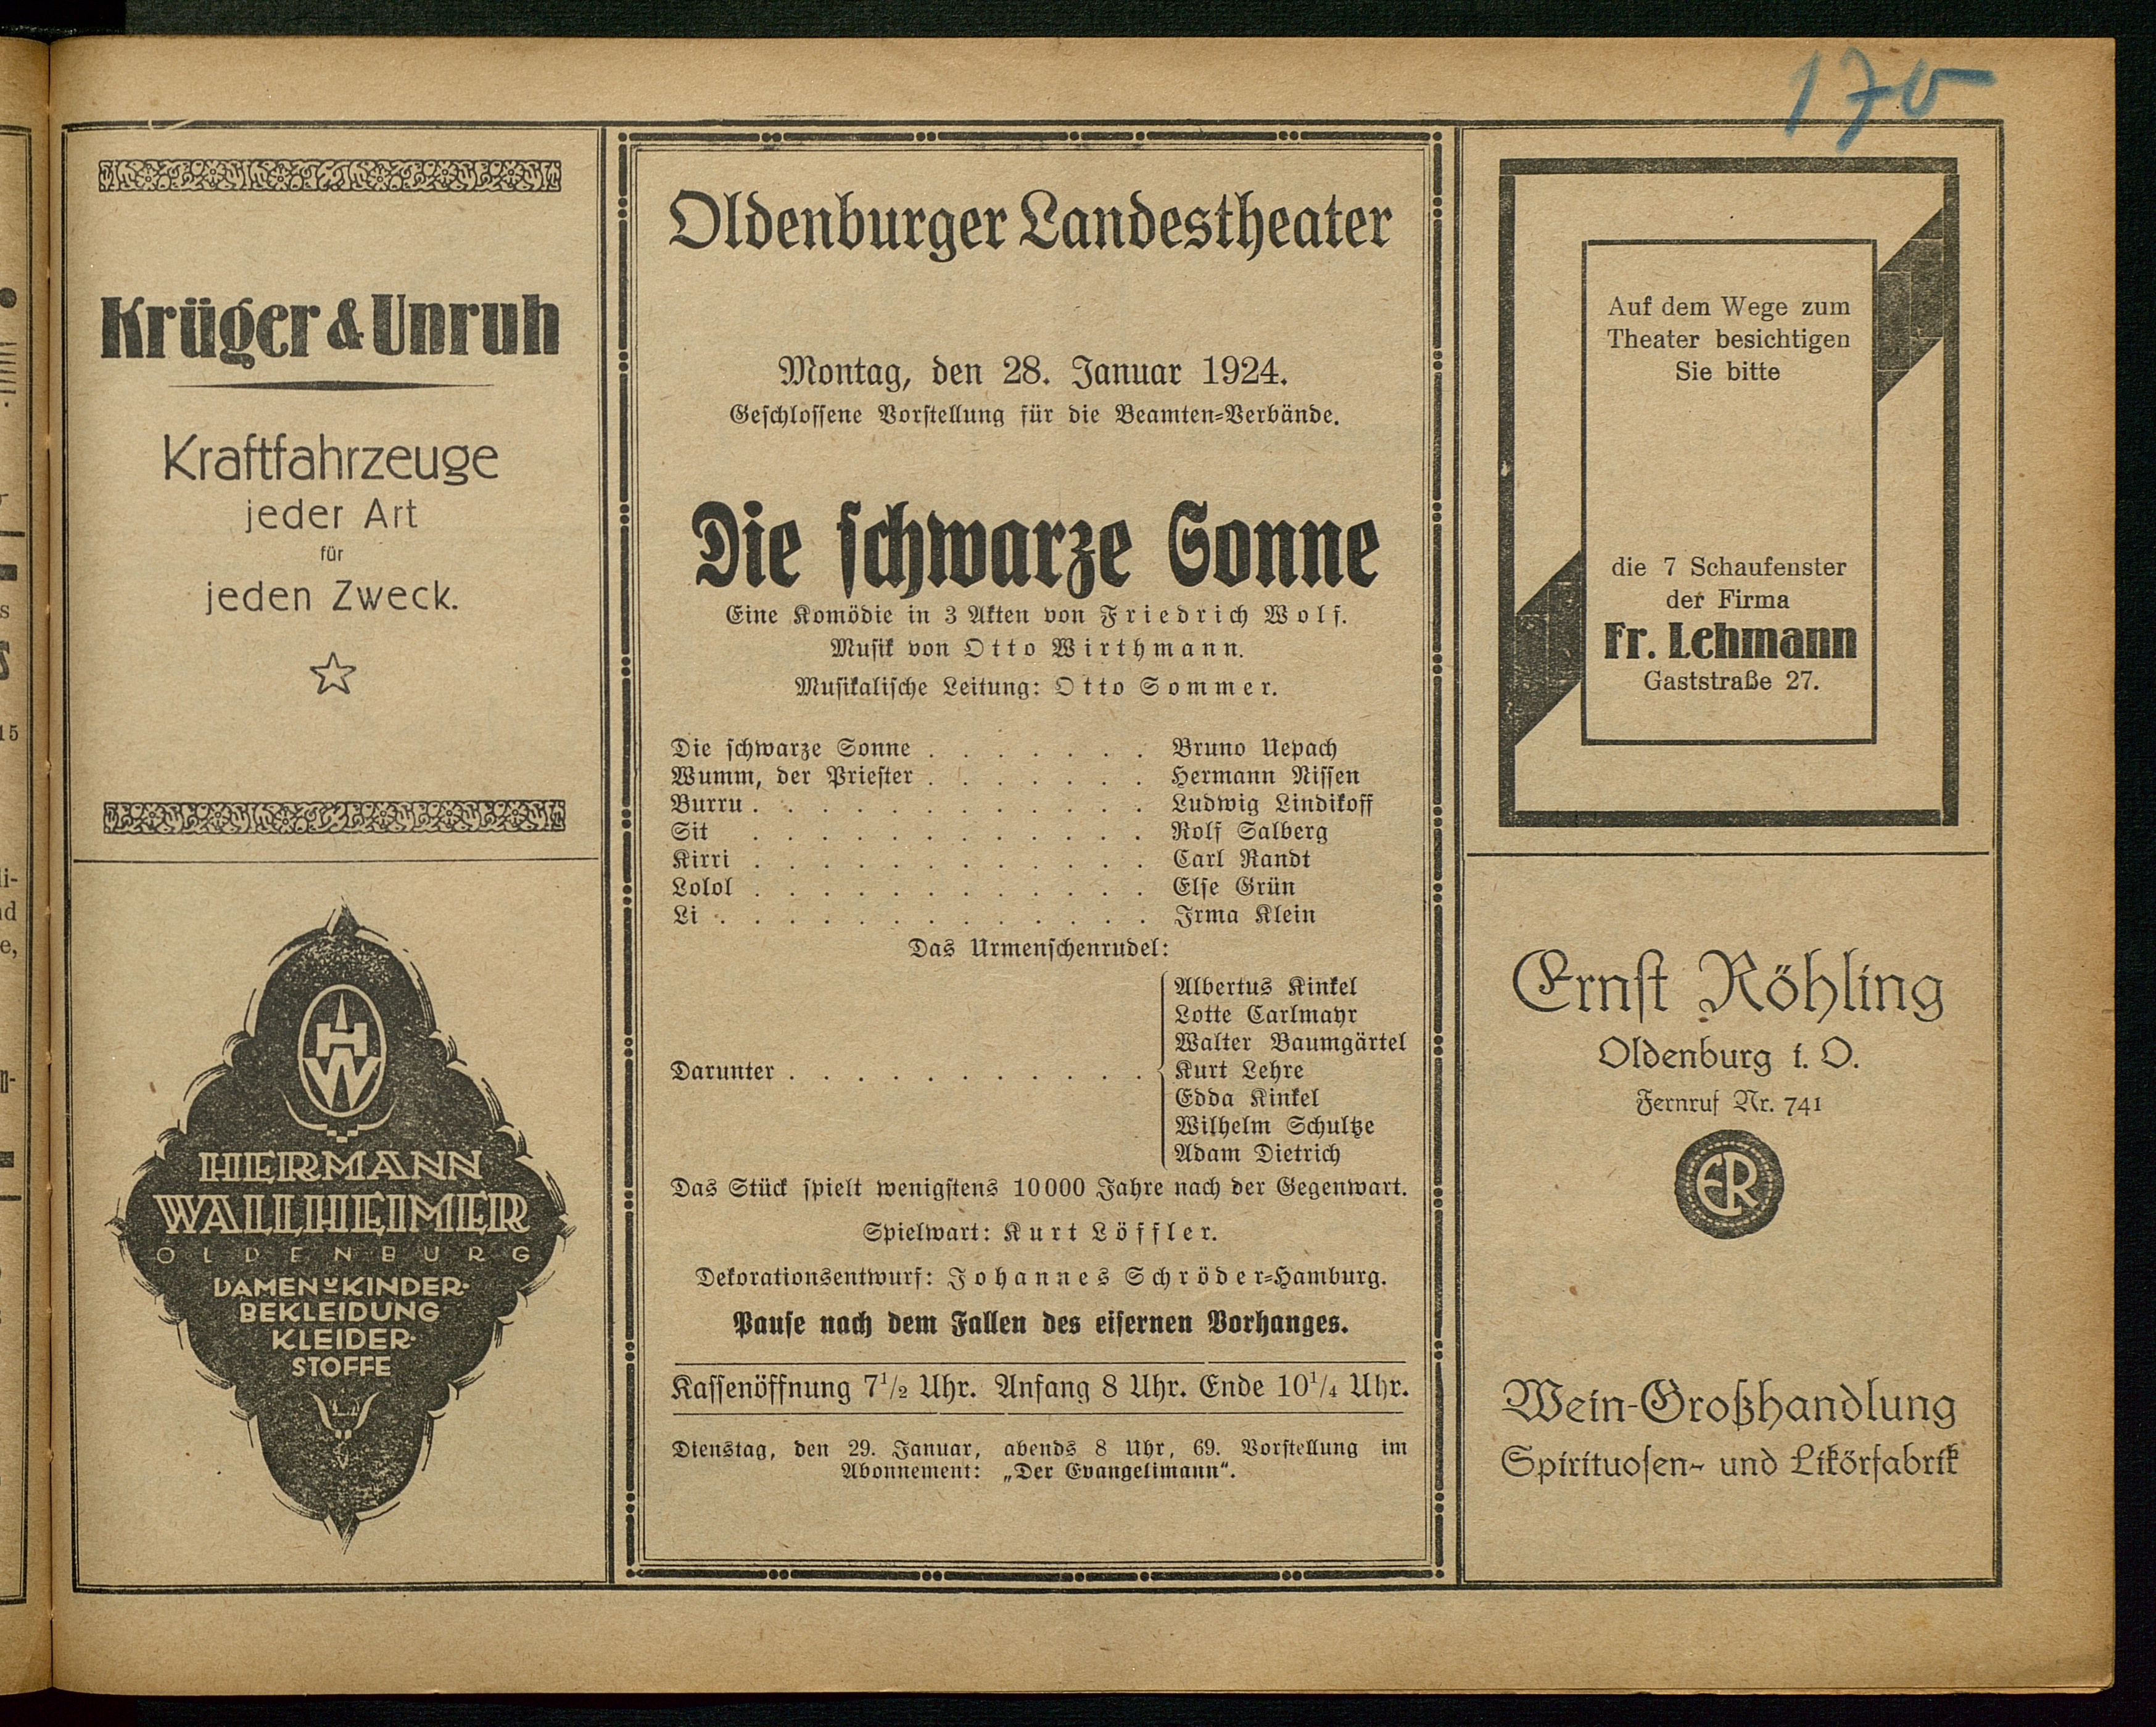 170
Krüger & Unruh
Kraftfahrzeuge
jeder Art
für
jeden Zweck.
HW
HERMANN
WALLHEIMER
OLDENBURG
DAMEN U KINDER-
BEKLEIDUNG
KLEIDER-
STOFFE
Oldenburger Landestheater
Montag, den 28. Januar 1924.
Geschlossene Vorstellung für die Beamten-Verbände.
Die schwarze Sonne
Eine Komödie in 3 Akten von Friedrich Wolf.
Musik von Otto Wirthmann.
Musikalische Leitung: Otto Sommer.
Die schwarze Sonne . . . . . . . Bruno Uepach
Wumm, der Priester . . . . . . . Hermann Nissen
Burru . . . . . . . . . . . . Ludwig Lindikoff
Sit . . . . . . . . . . . . Rolf Salberg
Kirri . . . . . . . . . . . . Carl Randt
Lolol . . . . . . . . . . . . Else Grün
Li . . . . . . . . . . . . . Irma Klein
Das Urmenschenrudel:
Albertus Kinkel
Lotte Carlmayr
Walter Baumgärtel
Darunter . . . . . . . . . . . Kurt Lehre
Edda Kinkel
Wilhelm Schultze
Adam Dietrich
Das Stück spielt wenigstens 10000 Jahre nach der Gegenwart.
Spielwart: Kurt Löffler.
Dekorationsentwurf: Johannes Schröder-Hamburg.
Pause nach dem Fallen des eisernen Vorhanges.
Kassenöffnung 7 1/2 Uhr. Anfang 8 Uhr. Ende 10 1/4 Uhr.
Dienstag, den 29. Januar, abends 8 Uhr, 69. Vorstellung im
Abonnement: „Der Evangelimann“.
Auf dem Wege zum
Theater besichtigen
Sie bitte
die 7 Schaufenster
der Firma
Fr. Lehmann
Gaststraße 27.
Ernst Röhling
Oldenburg i. O.
Fernruf Nr. 741
ER
Wein-Großhandlung
Spirituosen- und Likörfabrik